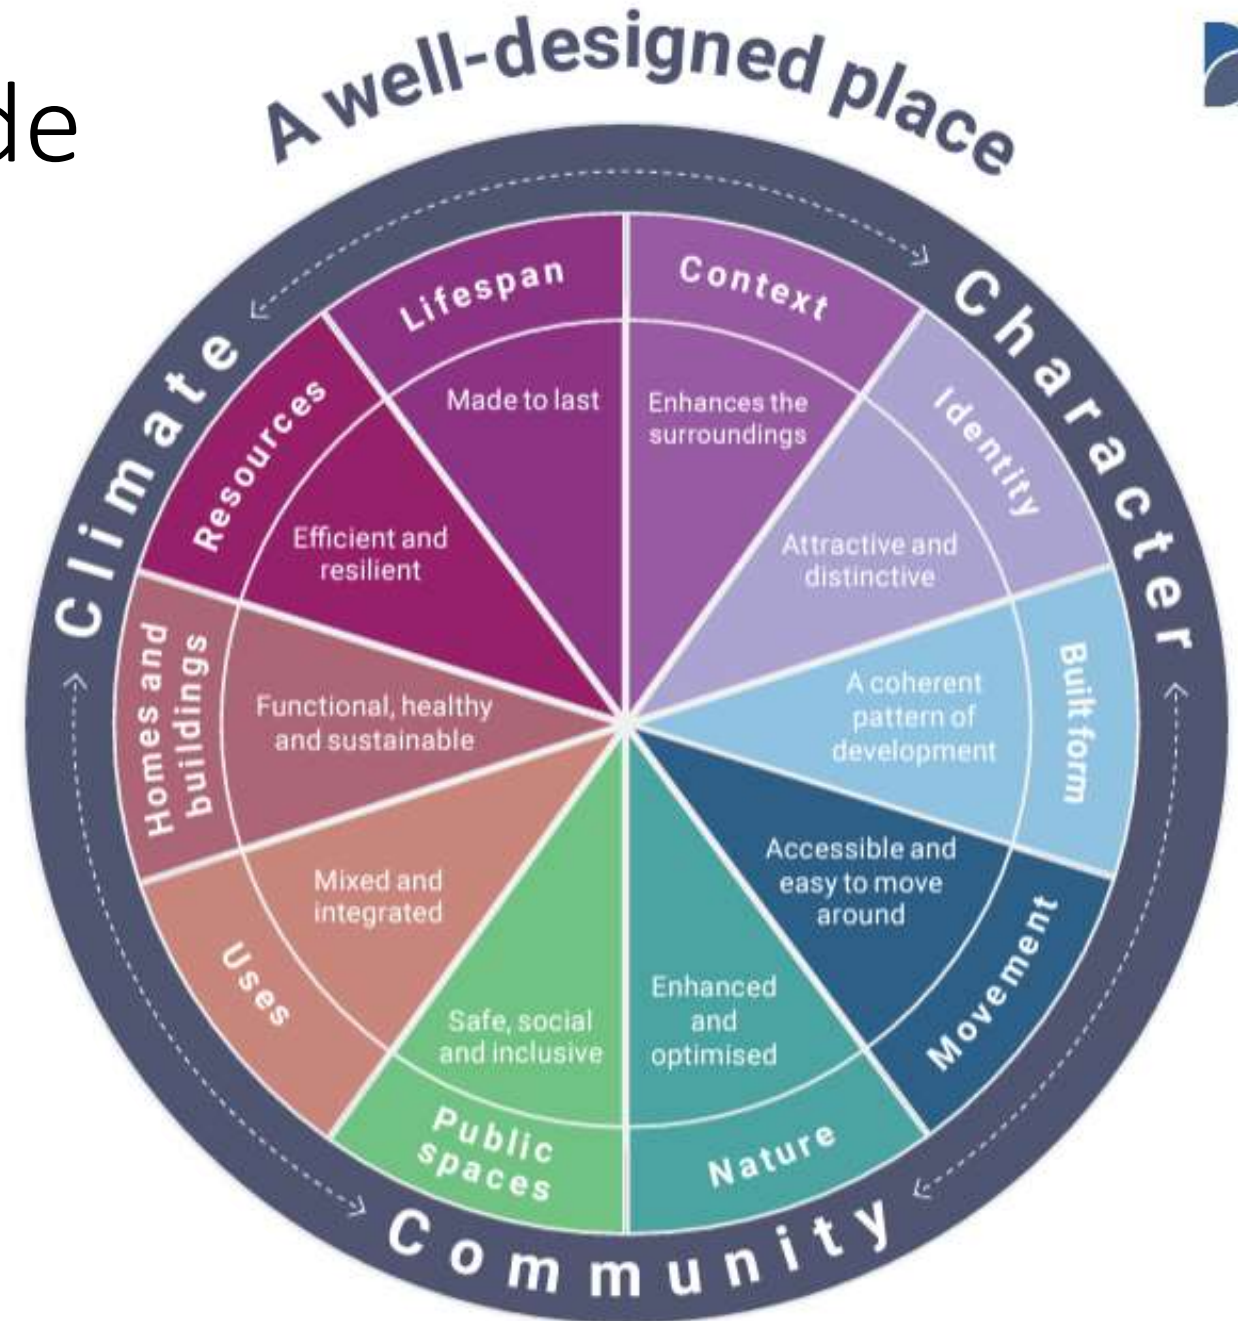 de
A well-designed place
Climate
Character
Community
Lifespan
Made to last
Context
Enhances the
surroundings
Identity
Attractive and
distinctive
Built form
A coherent
pattern of
development
Movement
Accessible and
easy to move
around
Nature
Enhanced
and
optimised
Public
spaces
Safe, social
and inclusive
Uses
Mixed and
integrated
Homes and
buildings
Functional, healthy
and sustainable
Resources
Efficient and
resilient